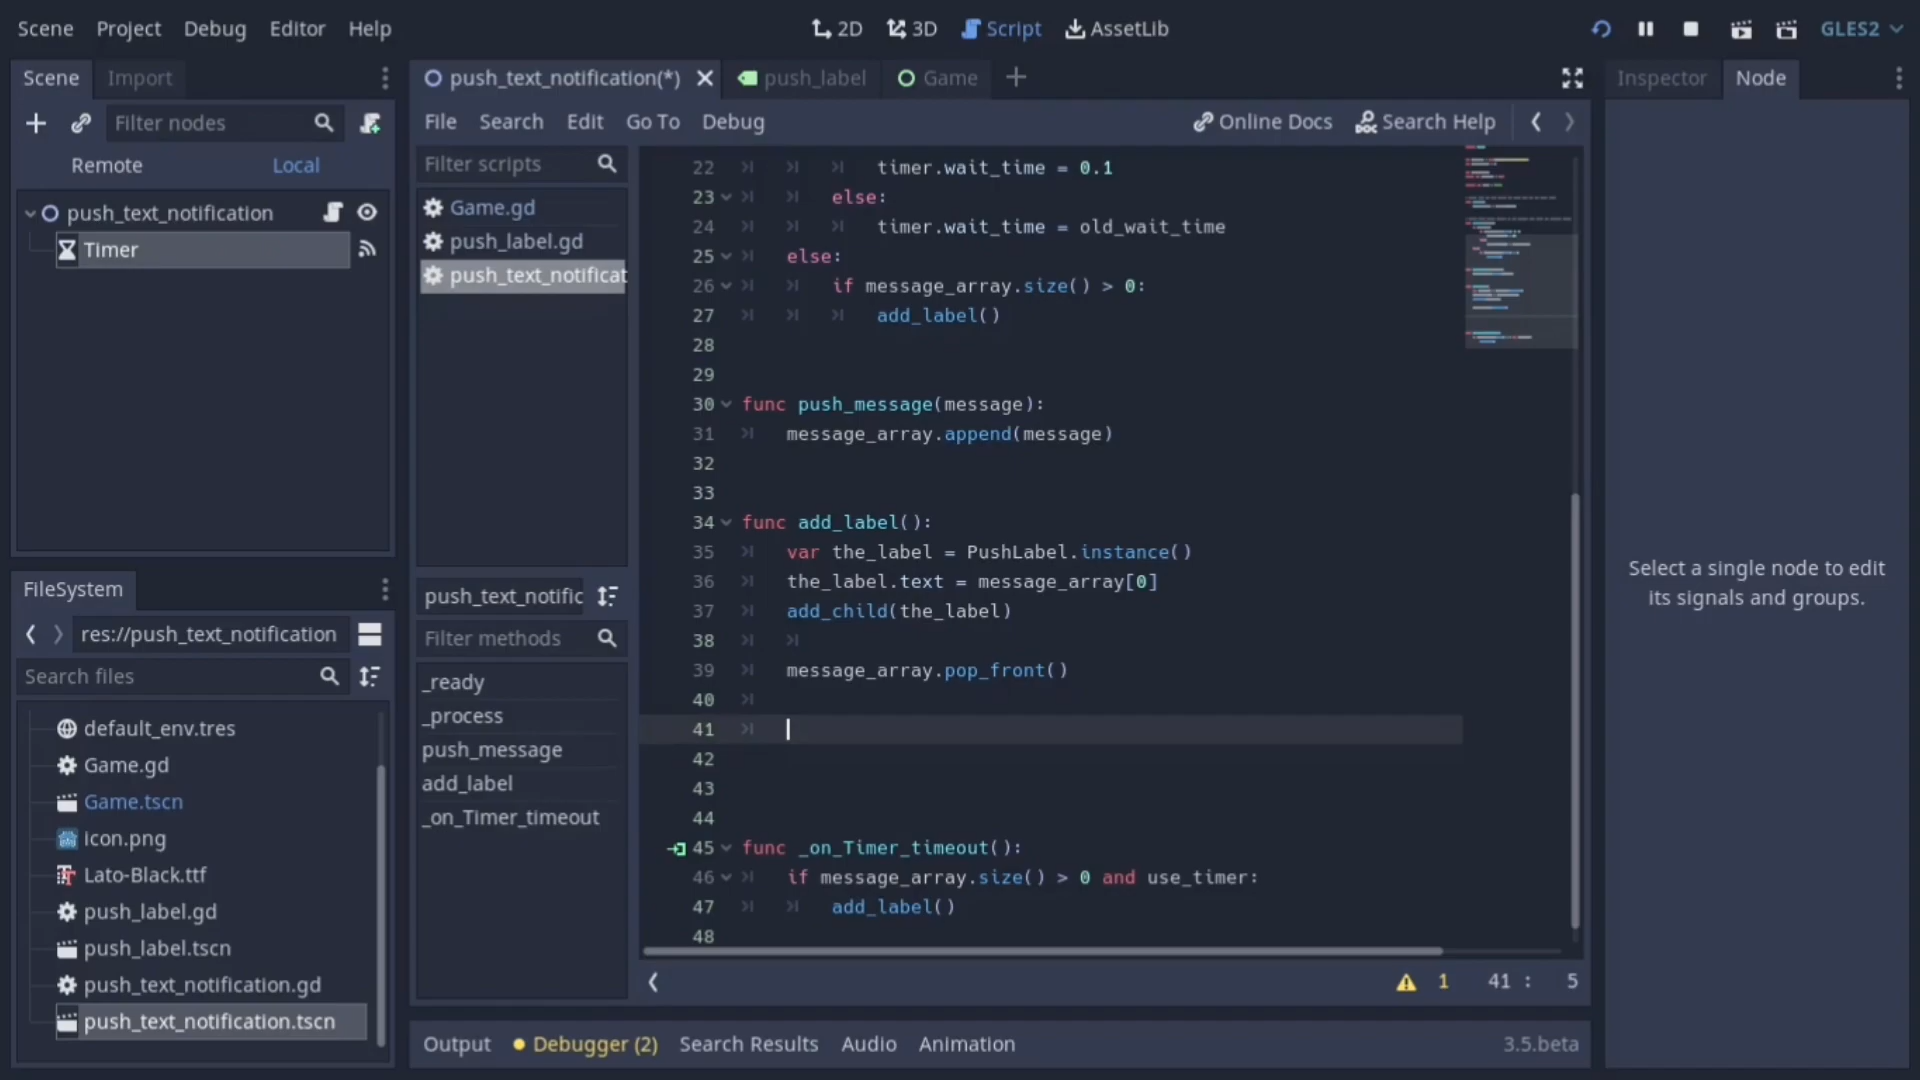 Scene Project Debug Editor Help
2D 3D Script AssetLib
GLES2
Scene Import
push_text_notification(*) push_label Game
Inspector Node
Filter nodes
Remote Local
push_text_notification
Timer
File Search Edit Go To Debug
Online Docs Search Help
Filter scripts
Game.gd
push_label.gd
push_text_notificat
push_text_notific
Filter methods
_ready
_process
push_message
add_label
_on_Timer_timeout
22 timer.wait_time = 0.1
23 else:
24 timer.wait_time = old_wait_time
25 else:
26 if message_array.size() > 0:
27 add_label()
28
29
30 func push_message(message):
31 message_array.append(message)
32
33
34 func add_label():
35 var the_label = PushLabel.instance()
36 the_label.text = message_array[0]
37 add_child(the_label)
38
39 message_array.pop_front()
40
41
42
43
44
45 func _on_Timer_timeout():
46 if message_array.size() > 0 and use_timer:
47 add_label()
48
1 41 : 5
Select a single node to edit
its signals and groups.
FileSystem
res://push_text_notification
Search files
default_env.tres
Game.gd
Game.tscn
icon.png
Lato-Black.ttf
push_label.gd
push_label.tscn
push_text_notification.gd
push_text_notification.tscn
Output Debugger (2) Search Results Audio Animation
3.5.beta